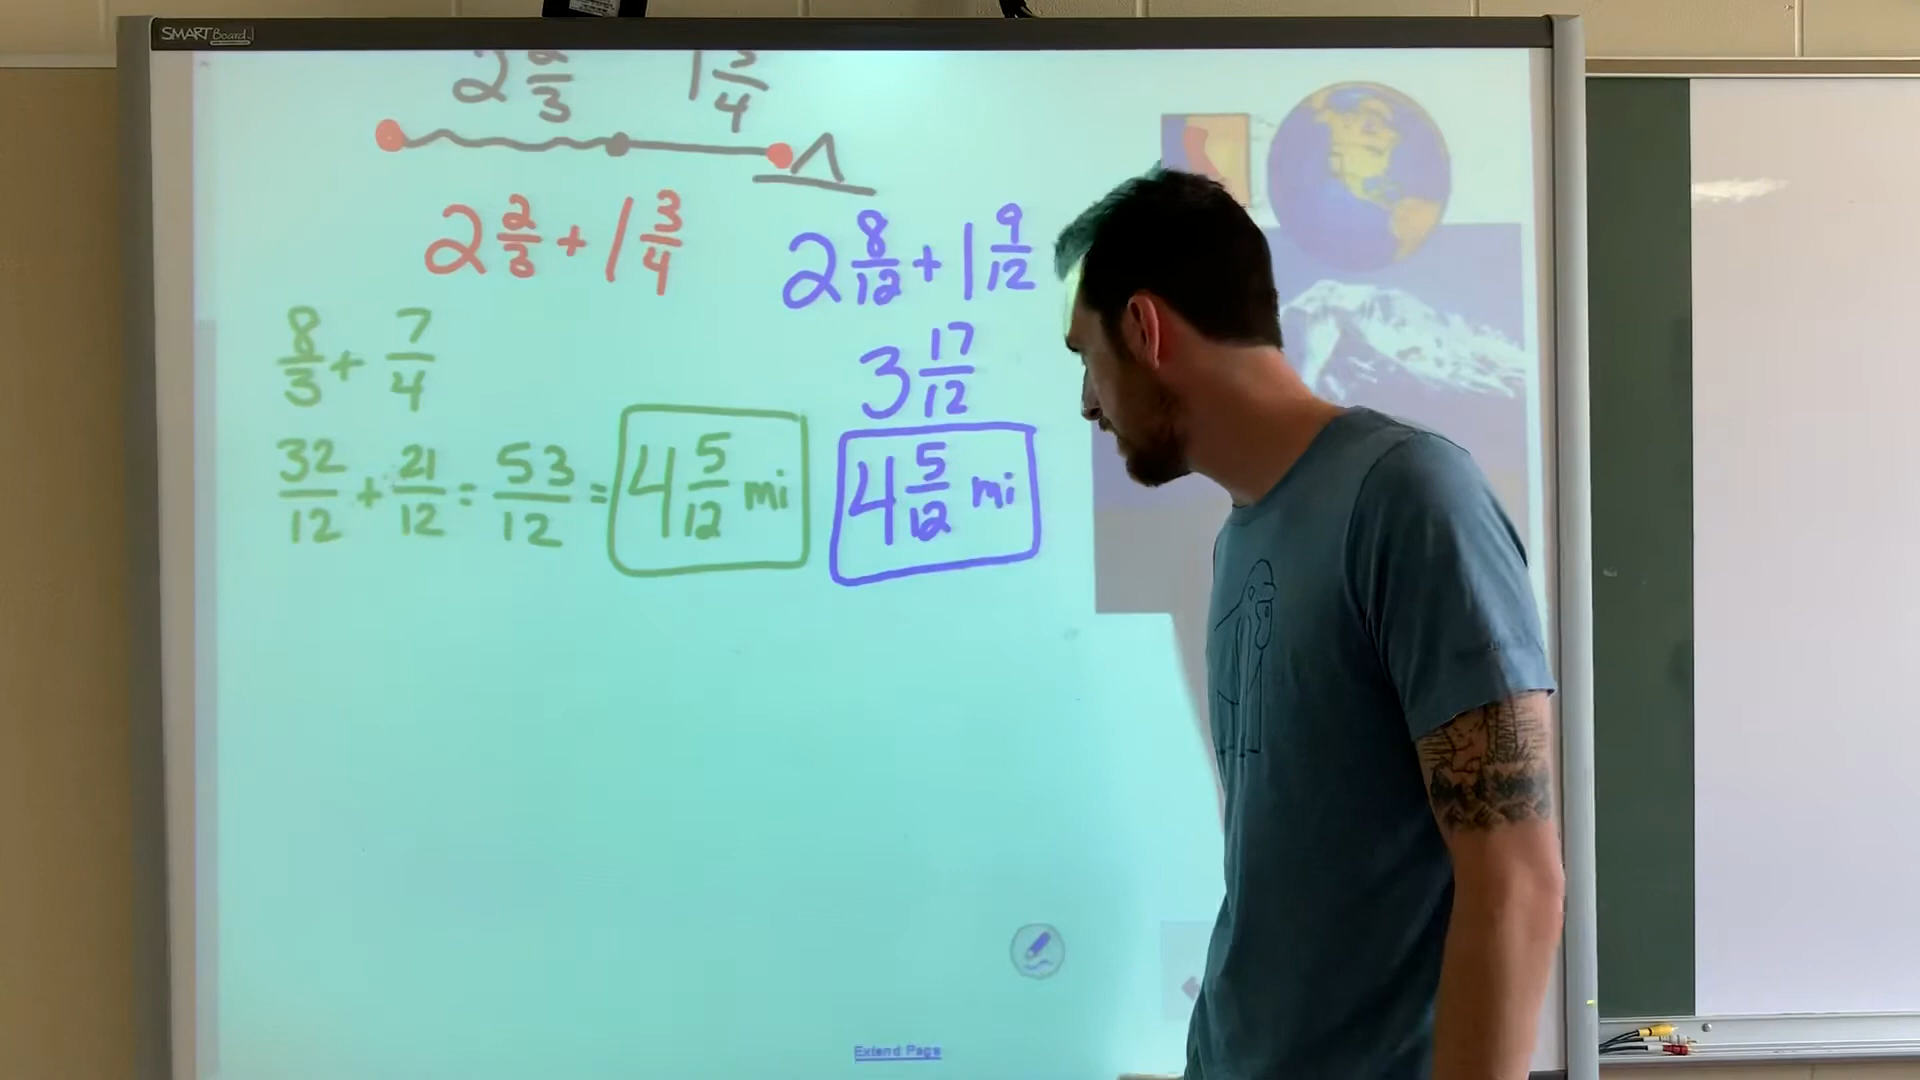 SMART Board
2 2/3 1 3/4
2 2/3 + 1 3/4
2 8/12 + 1 9/12
8/3 + 7/4
3 17/12
32/12 + 21/12 = 53/12 = 4 5/12 mi
4 5/12 mi
Extend Page